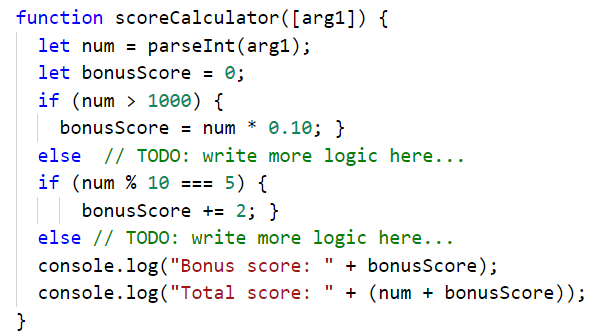 function scoreCalculator([arg1]) {
let num = parseInt(arg1);
let bonusScore = 0;
if (num > 1000) {
bonusScore = num * 0.10; }
else  // TODO: write more logic here...
if (num % 10 === 5) {
bonusScore += 2; }
else // TODO: write more logic here...
console.log("Bonus score: " + bonusScore);
console.log("Total score: " + (num + bonusScore));
}